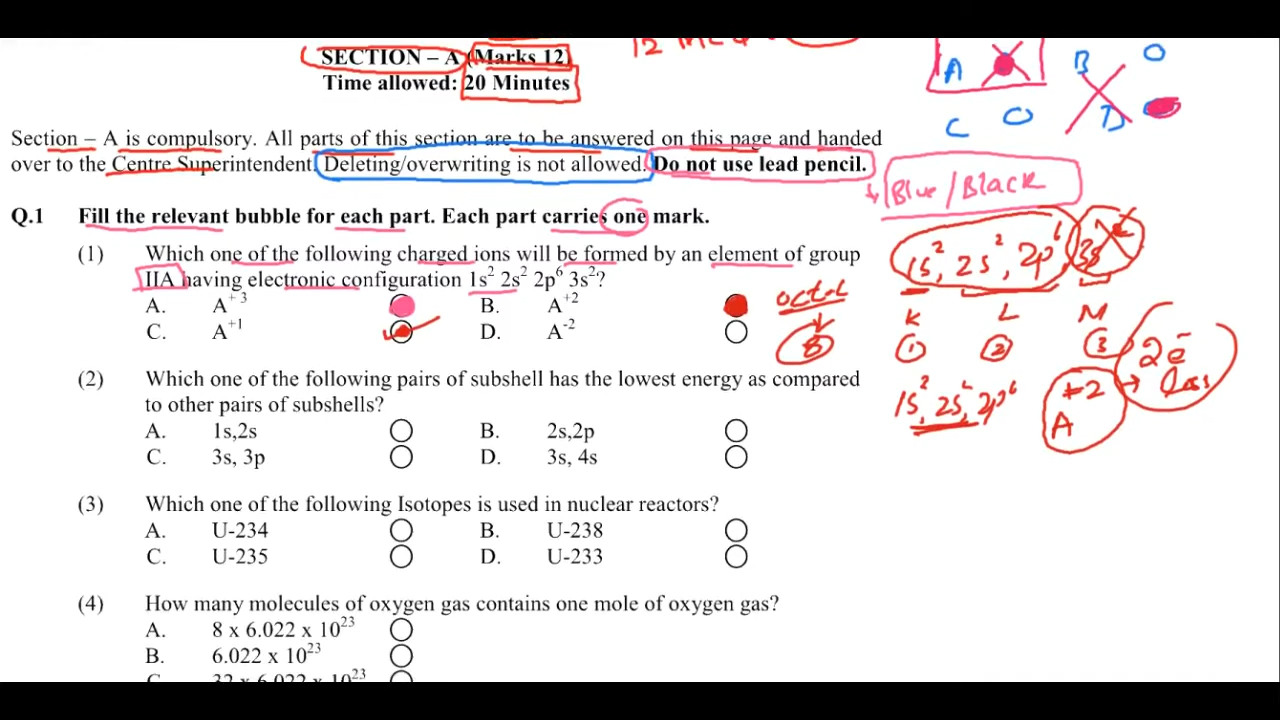 SECTION – A (Marks 12)
Time allowed: 20 Minutes
A
B
C
D
Section – A is compulsory. All parts of this section are to be answered on this page and handed
over to the Centre Superintendent. Deleting/overwriting is not allowed. Do not use lead pencil.
Blue/Black
Q.1 Fill the relevant bubble for each part. Each part carries one mark.
(1) Which one of the following charged ions will be formed by an element of group
IIA having electronic configuration 1s² 2s² 2p⁶ 3s²?
A. A⁺³ B. A⁺²
C. A⁺¹ D. A⁻²
1s², 2s², 2p⁶, 3s²
octet
8
K L M
1 2 3
2e loss
1s², 2s², 2p⁶
A⁺²
(2) Which one of the following pairs of subshell has the lowest energy as compared
to other pairs of subshells?
A. 1s,2s B. 2s,2p
C. 3s, 3p D. 3s, 4s
(3) Which one of the following Isotopes is used in nuclear reactors?
A. U-234 B. U-238
C. U-235 D. U-233
(4) How many molecules of oxygen gas contains one mole of oxygen gas?
A. 8 x 6.022 x 10²³
B. 6.022 x 10²³
C. 32 x 6.022 x 10²³